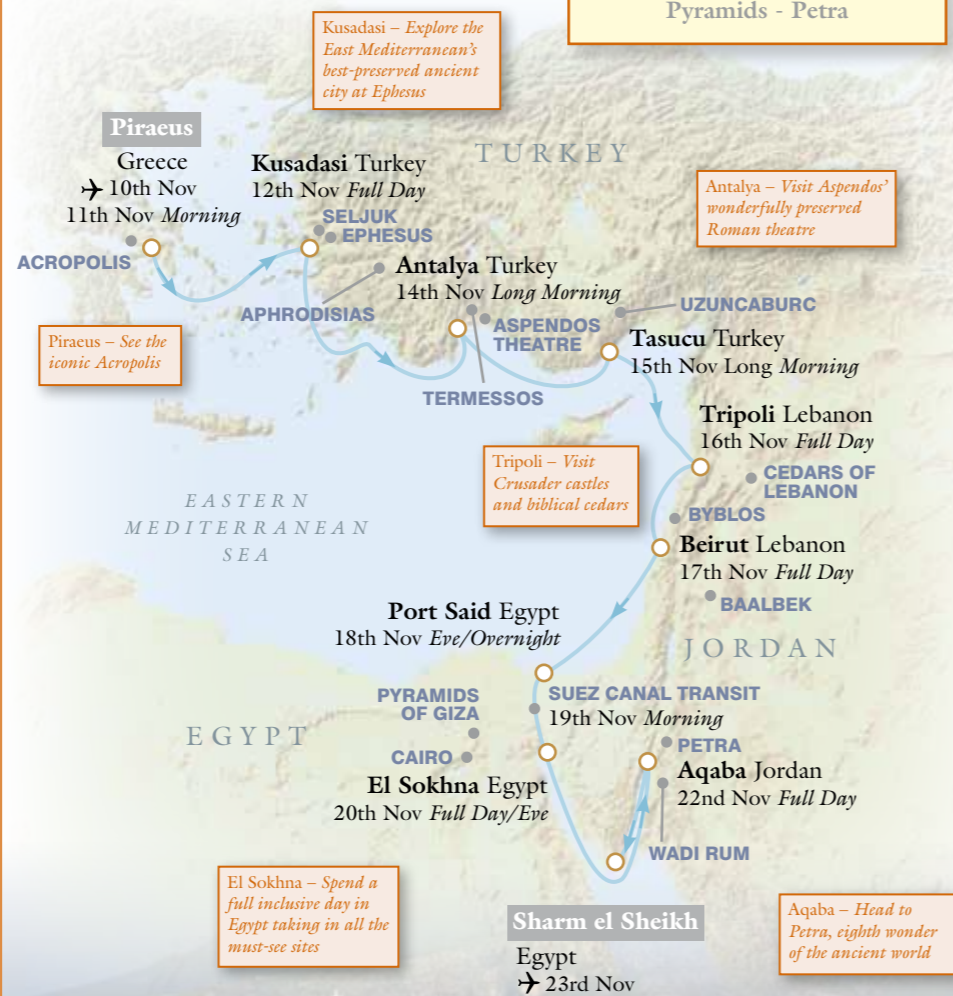 Pyramids - Petra
Kusadasi – Explore the
East Mediterranean's
best-preserved ancient
city at Ephesus
Piraeus
Greece
10th Nov
11th Nov Morning
Kusadasi Turkey
12th Nov Full Day
TURKEY
SELJUK
EPHESUS
ACROPOLIS
Antalya – Visit Aspendos'
wonderfully preserved
Roman theatre
Antalya Turkey
14th Nov Long Morning
APHRODISIAS
ASPENDOS
THEATRE
UZUNCABURC
Piraeus – See the
iconic Acropolis
Tasucu Turkey
15th Nov Long Morning
TERMESSOS
Tripoli Lebanon
16th Nov Full Day
Tripoli – Visit
Crusader castles
and biblical cedars
CEDARS OF
LEBANON
EASTERN
MEDITERRANEAN
SEA
BYBLOS
Beirut Lebanon
17th Nov Full Day
BAALBEK
Port Said Egypt
18th Nov Eve/Overnight
JORDAN
SUEZ CANAL TRANSIT
19th Nov Morning
PYRAMIDS
OF GIZA
EGYPT
CAIRO
PETRA
El Sokhna Egypt
20th Nov Full Day/Eve
Aqaba Jordan
22nd Nov Full Day
WADI RUM
El Sokhna – Spend a
full inclusive day in
Egypt taking in all the
must-see sites
Sharm el Sheikh
Egypt
23rd Nov
Aqaba – Head to
Petra, eighth wonder
of the ancient world